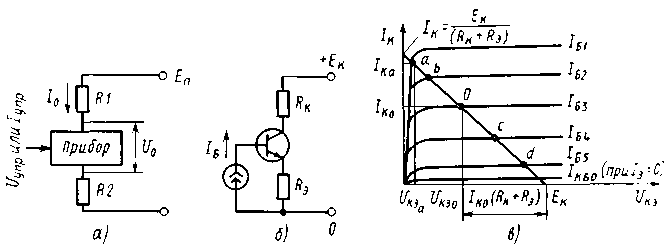 I₀
R1
Eп
Uупр или Iупр
Прибор
U₀
R2
а)
+Eк
Rк
IБ
Rэ
0
б)
Iк
Iк = Eк / (Rк + Rэ)
Iка
Iк0
a
b
0
c
d
IБ1
IБ2
IБ3
IБ4
IБ5
IкБ0 (при Iэ = 0)
Uкэа
Uкэ0
Iк0 (Rк + Rэ)
Eк
Uкэ
в)